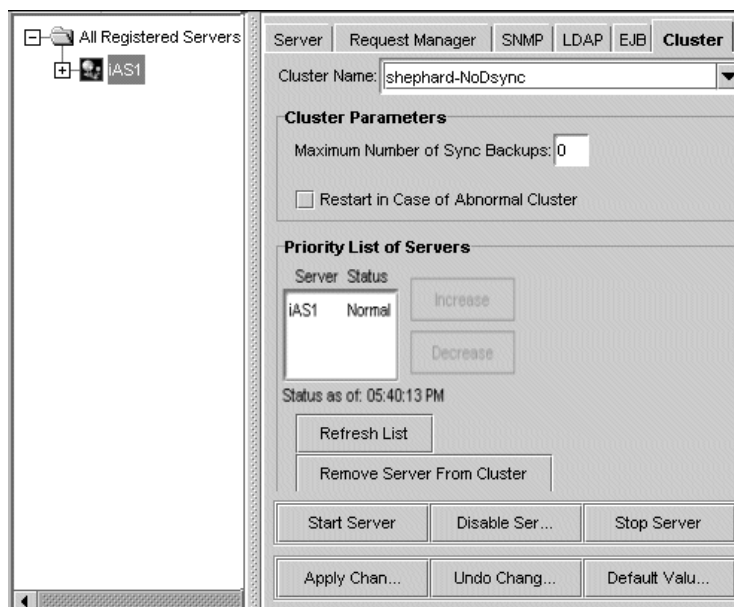 All Registered Servers
iAS1
Server Request Manager SNMP LDAP EJB Cluster
Cluster Name: shephard-NoDsync
Cluster Parameters
Maximum Number of Sync Backups: 0
Restart in Case of Abnormal Cluster
Priority List of Servers
Server Status
iAS1 Normal
Increase
Decrease
Status as of: 05:40:13 PM
Refresh List
Remove Server From Cluster
Start Server Disable Ser... Stop Server
Apply Chan... Undo Chang... Default Valu...